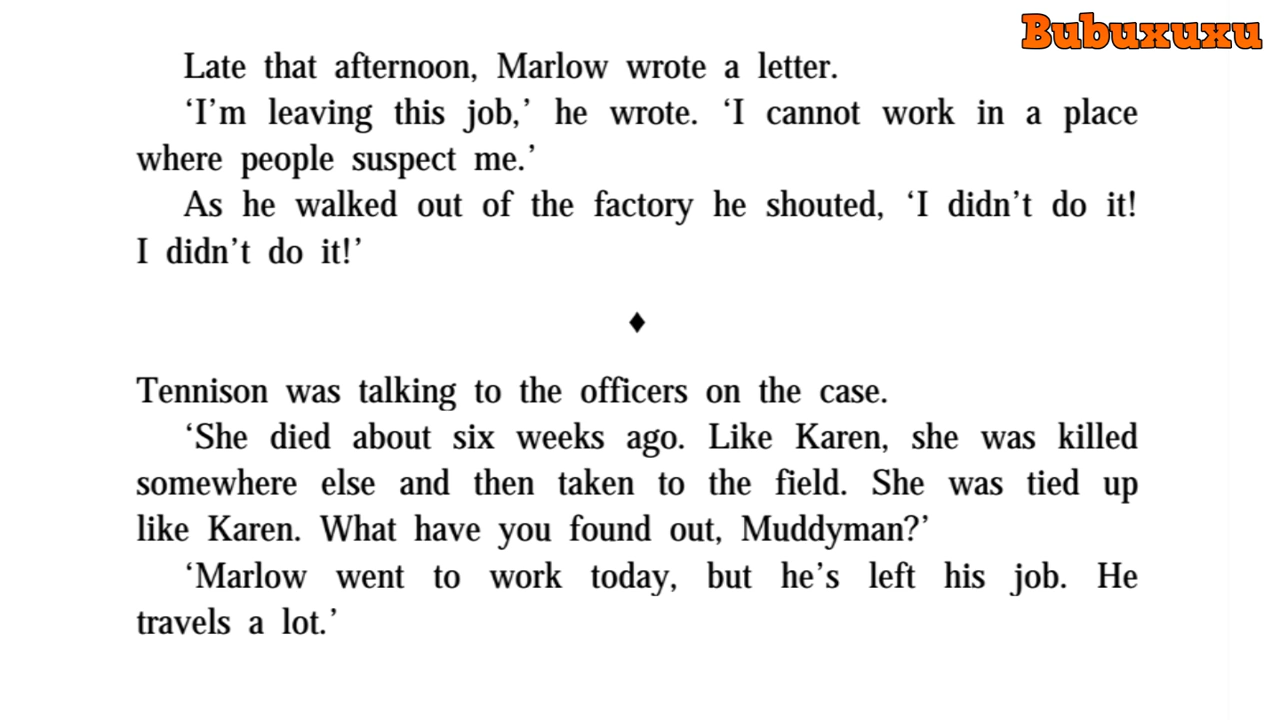 Bubuxuxu
Late that afternoon, Marlow wrote a letter.
‘I’m leaving this job,’ he wrote. ‘I cannot work in a place
where people suspect me.’
As he walked out of the factory he shouted, ‘I didn’t do it!
I didn’t do it!’
♦
Tennison was talking to the officers on the case.
‘She died about six weeks ago. Like Karen, she was killed
somewhere else and then taken to the field. She was tied up
like Karen. What have you found out, Muddyman?’
‘Marlow went to work today, but he’s left his job. He
travels a lot.’